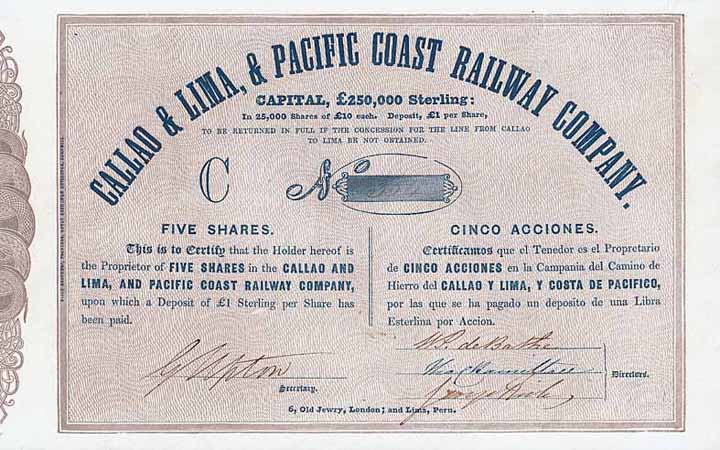 CALLAO & LIMA, & PACIFIC COAST RAILWAY COMPANY.
CAPITAL, £250,000 Sterling:
In 25,000 Shares of £10 each. Deposit, £1 per Share,
TO BE RETURNED IN FULL IF THE CONCESSION FOR THE LINE FROM CALLAO
TO LIMA BE NOT OBTAINED.
C No
FIVE SHARES.
This is to Certify that the Holder hereof is
the Proprietor of FIVE SHARES in the CALLAO AND
LIMA, AND PACIFIC COAST RAILWAY COMPANY,
upon which a Deposit of £1 Sterling per Share has
been paid.
CINCO ACCIONES.
Certificamos que el Tenedor es el Propretario
de CINCO ACCIONES en la Campania del Camino de
Hierro del CALLAO Y LIMA, Y COSTA DE PACIFICO,
por las que se ha pagado un deposito de una Libra
Esterlina por Accion.
G Upton
Secretary.
W P. de Bathe
Directors.
6, Old Jewry, London; and Lima, Peru.